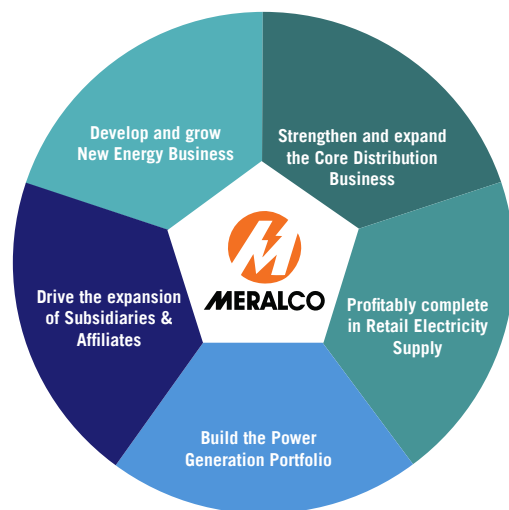 Develop and grow
New Energy Business
Strengthen and expand
the Core Distribution
Business
MERALCO
Drive the expansion
of Subsidiaries &
Affiliates
Profitably complete
in Retail Electricity
Supply
Build the Power
Generation Portfolio